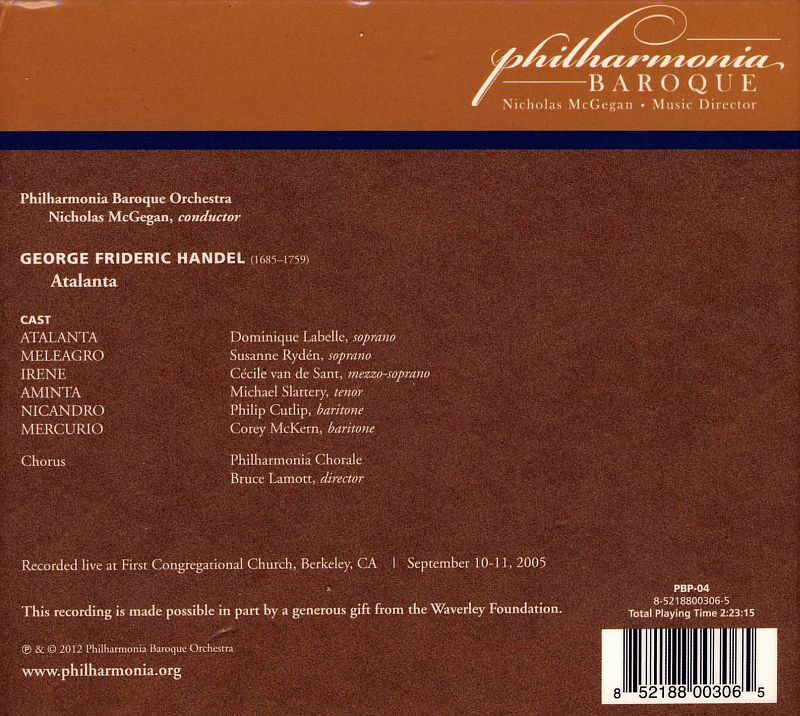 philharmonia
BAROQUE
Nicholas McGegan • Music Director
Philharmonia Baroque Orchestra
Nicholas McGegan, conductor
GEORGE FRIDERIC HANDEL (1685–1759)
Atalanta
CAST
ATALANTA Dominique Labelle, soprano
MELEAGRO Susanne Rydén, soprano
IRENE Cécile van de Sant, mezzo-soprano
AMINTA Michael Slattery, tenor
NICANDRO Philip Cutlip, baritone
MERCURIO Corey McKern, baritone
Chorus Philharmonia Chorale
Bruce Lamott, director
Recorded live at First Congregational Church, Berkeley, CA | September 10-11, 2005
This recording is made possible in part by a generous gift from the Waverley Foundation.
℗ & © 2012 Philharmonia Baroque Orchestra
www.philharmonia.org
PBP-04
8-5218800306-5
Total Playing Time 2:23:15
8 52188 00306 5